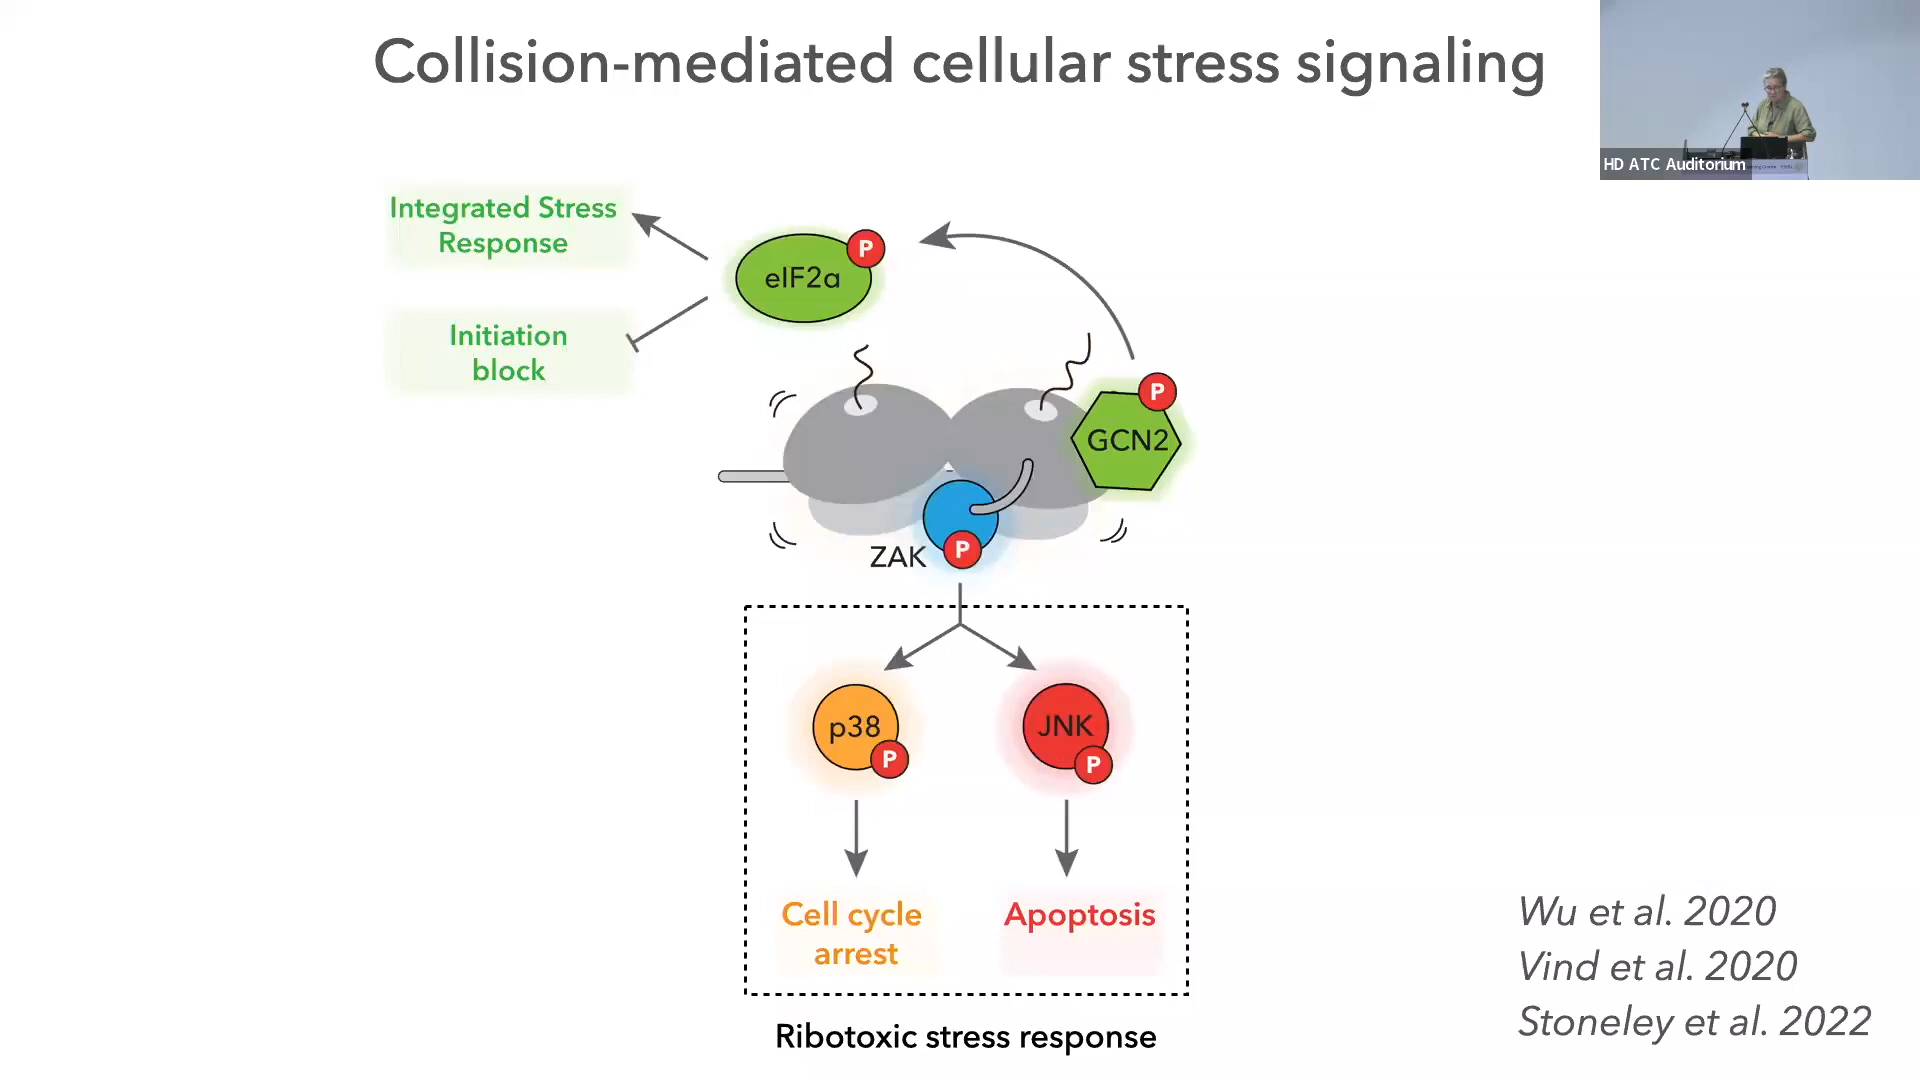 Collision-mediated cellular stress signaling
HD ATC Auditorium
Integrated Stress
Response
P
eIF2α
Initiation
block
P
GCN2
ZAK
P
p38
P
JNK
P
Cell cycle
arrest
Apoptosis
Ribotoxic stress response
Wu et al. 2020
Vind et al. 2020
Stoneley et al. 2022